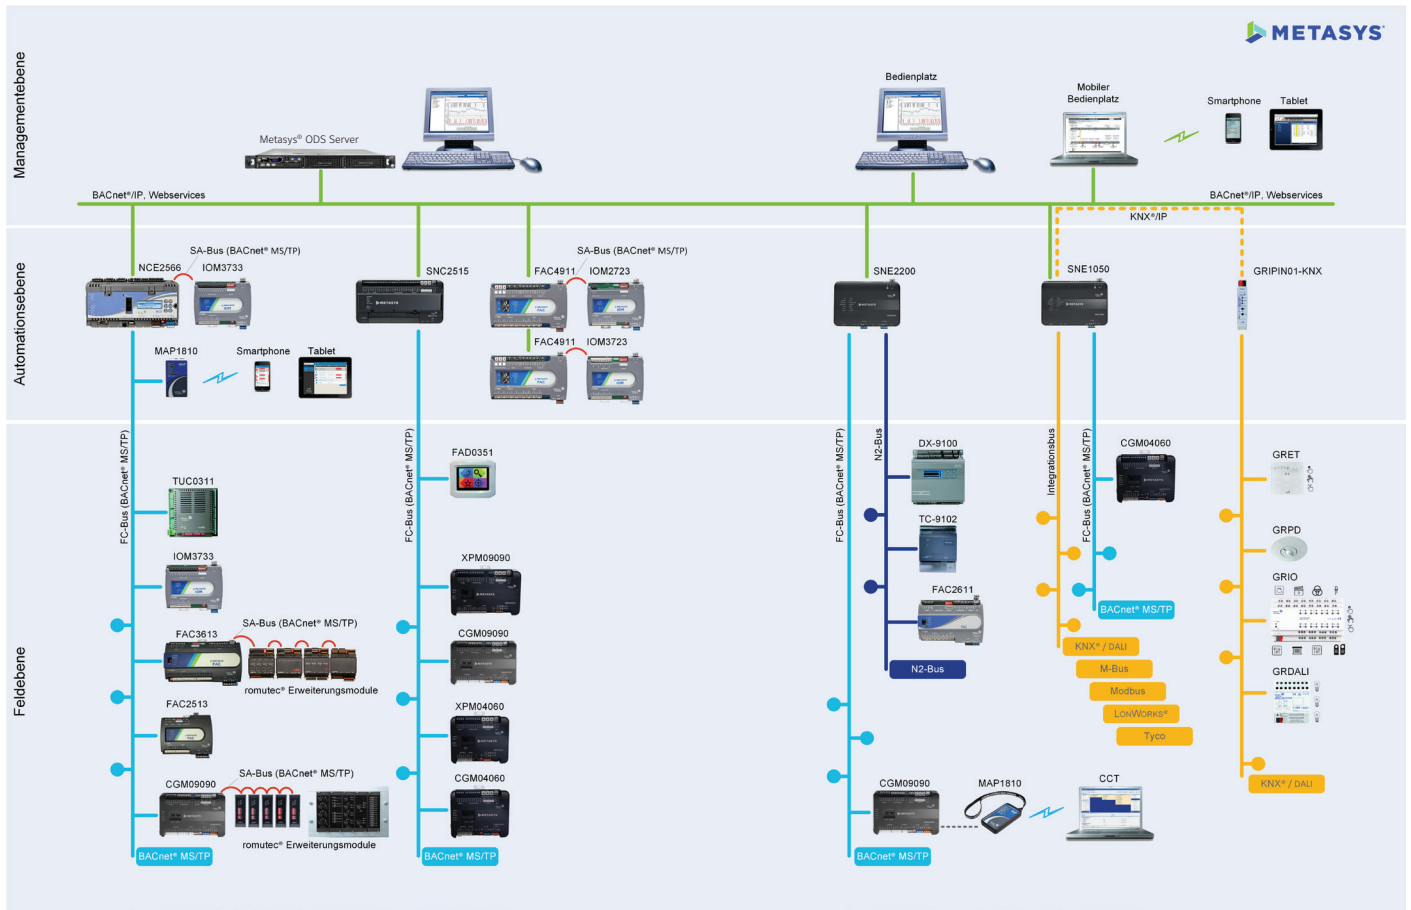 METASYS®
Managementebene
Metasys® ODS Server
Bedienplatz
Mobiler
Bedienplatz
Smartphone
Tablet
BACnet®/IP, Webservices
BACnet®/IP, Webservices
KNX®/IP
Automationsebene
SA-Bus (BACnet® MS/TP)
NCE2566
IOM3733
SNC2515
SA-Bus (BACnet® MS/TP)
FAC4911
IOM2723
SNE2200
SNE1050
GRIPIN01-KNX
FAC4911
IOM3723
MAP1810
Smartphone
Tablet
Feldebene
FC-Bus (BACnet® MS/TP)
TUC0311
IOM3733
SA-Bus (BACnet® MS/TP)
FAC3613
romutec® Erweiterungsmodule
FAC2513
SA-Bus (BACnet® MS/TP)
CGM09090
romutec® Erweiterungsmodule
BACnet® MS/TP
FC-Bus (BACnet® MS/TP)
FAD0351
XPM09090
CGM09090
XPM04060
CGM04060
BACnet® MS/TP
FC-Bus (BACnet® MS/TP)
N2-Bus
DX-9100
TC-9102
FAC2611
N2-Bus
CGM09090
MAP1810
CCT
BACnet® MS/TP
Integrationsbus
FC-Bus (BACnet® MS/TP)
CGM04060
BACnet® MS/TP
KNX® / DALI
M-Bus
Modbus
LONWORKS®
Tyco
GRET
GRPD
GRIO
GRDALI
KNX® / DALI